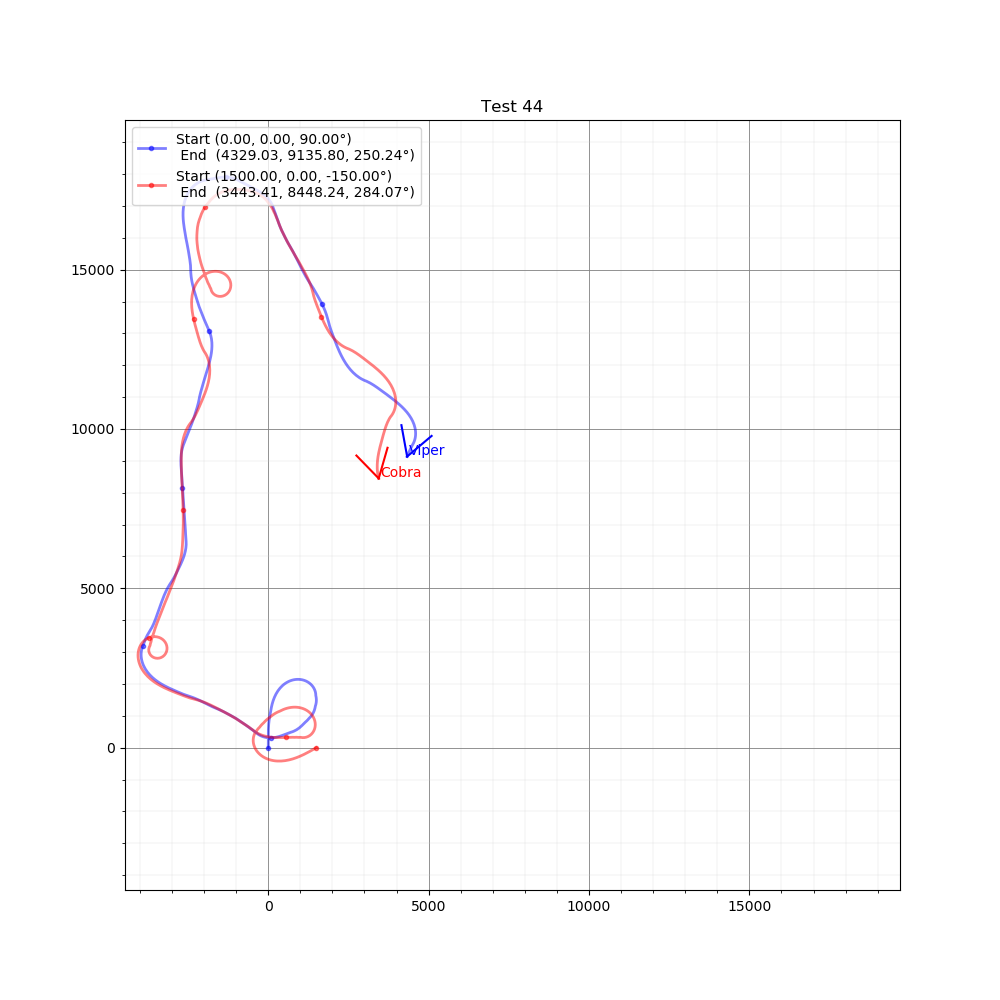 Test 44
Start (0.00, 0.00, 90.00°)
End (4329.03, 9135.80, 250.24°)
Start (1500.00, 0.00, -150.00°)
End (3443.41, 8448.24, 284.07°)
15000
10000
Viper
Cobra
5000
0
0 5000 10000 15000